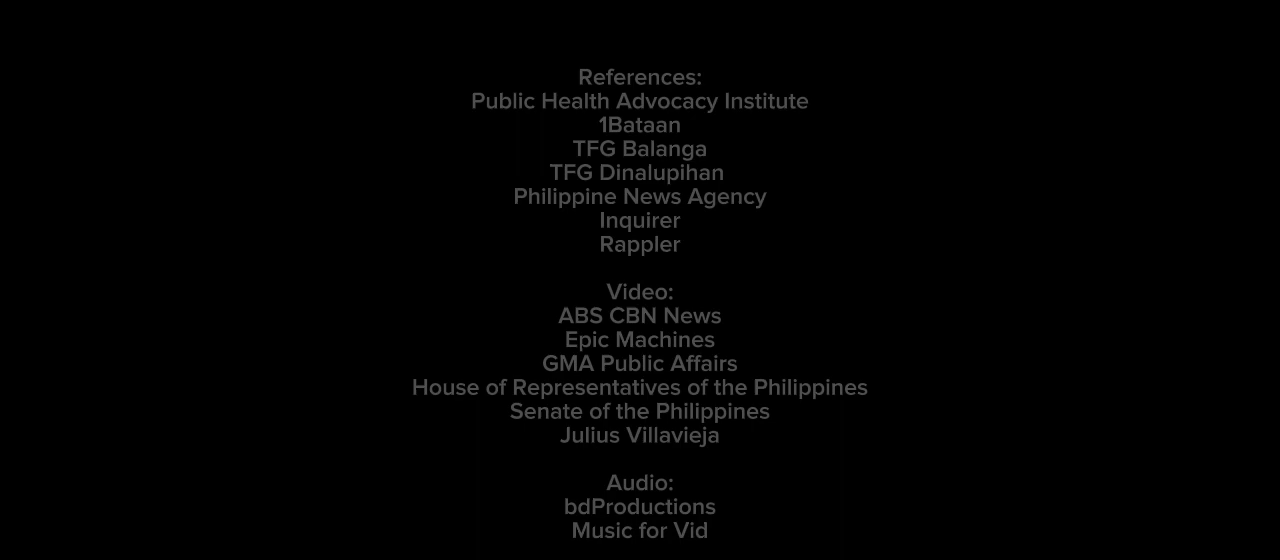 References:
Public Health Advocacy Institute
1Bataan
TFG Balanga
TFG Dinalupihan
Philippine News Agency
Inquirer
Rappler
Video:
ABS CBN News
Epic Machines
GMA Public Affairs
House of Representatives of the Philippines
Senate of the Philippines
Julius Villavieja
Audio:
bdProductions
Music for Vid